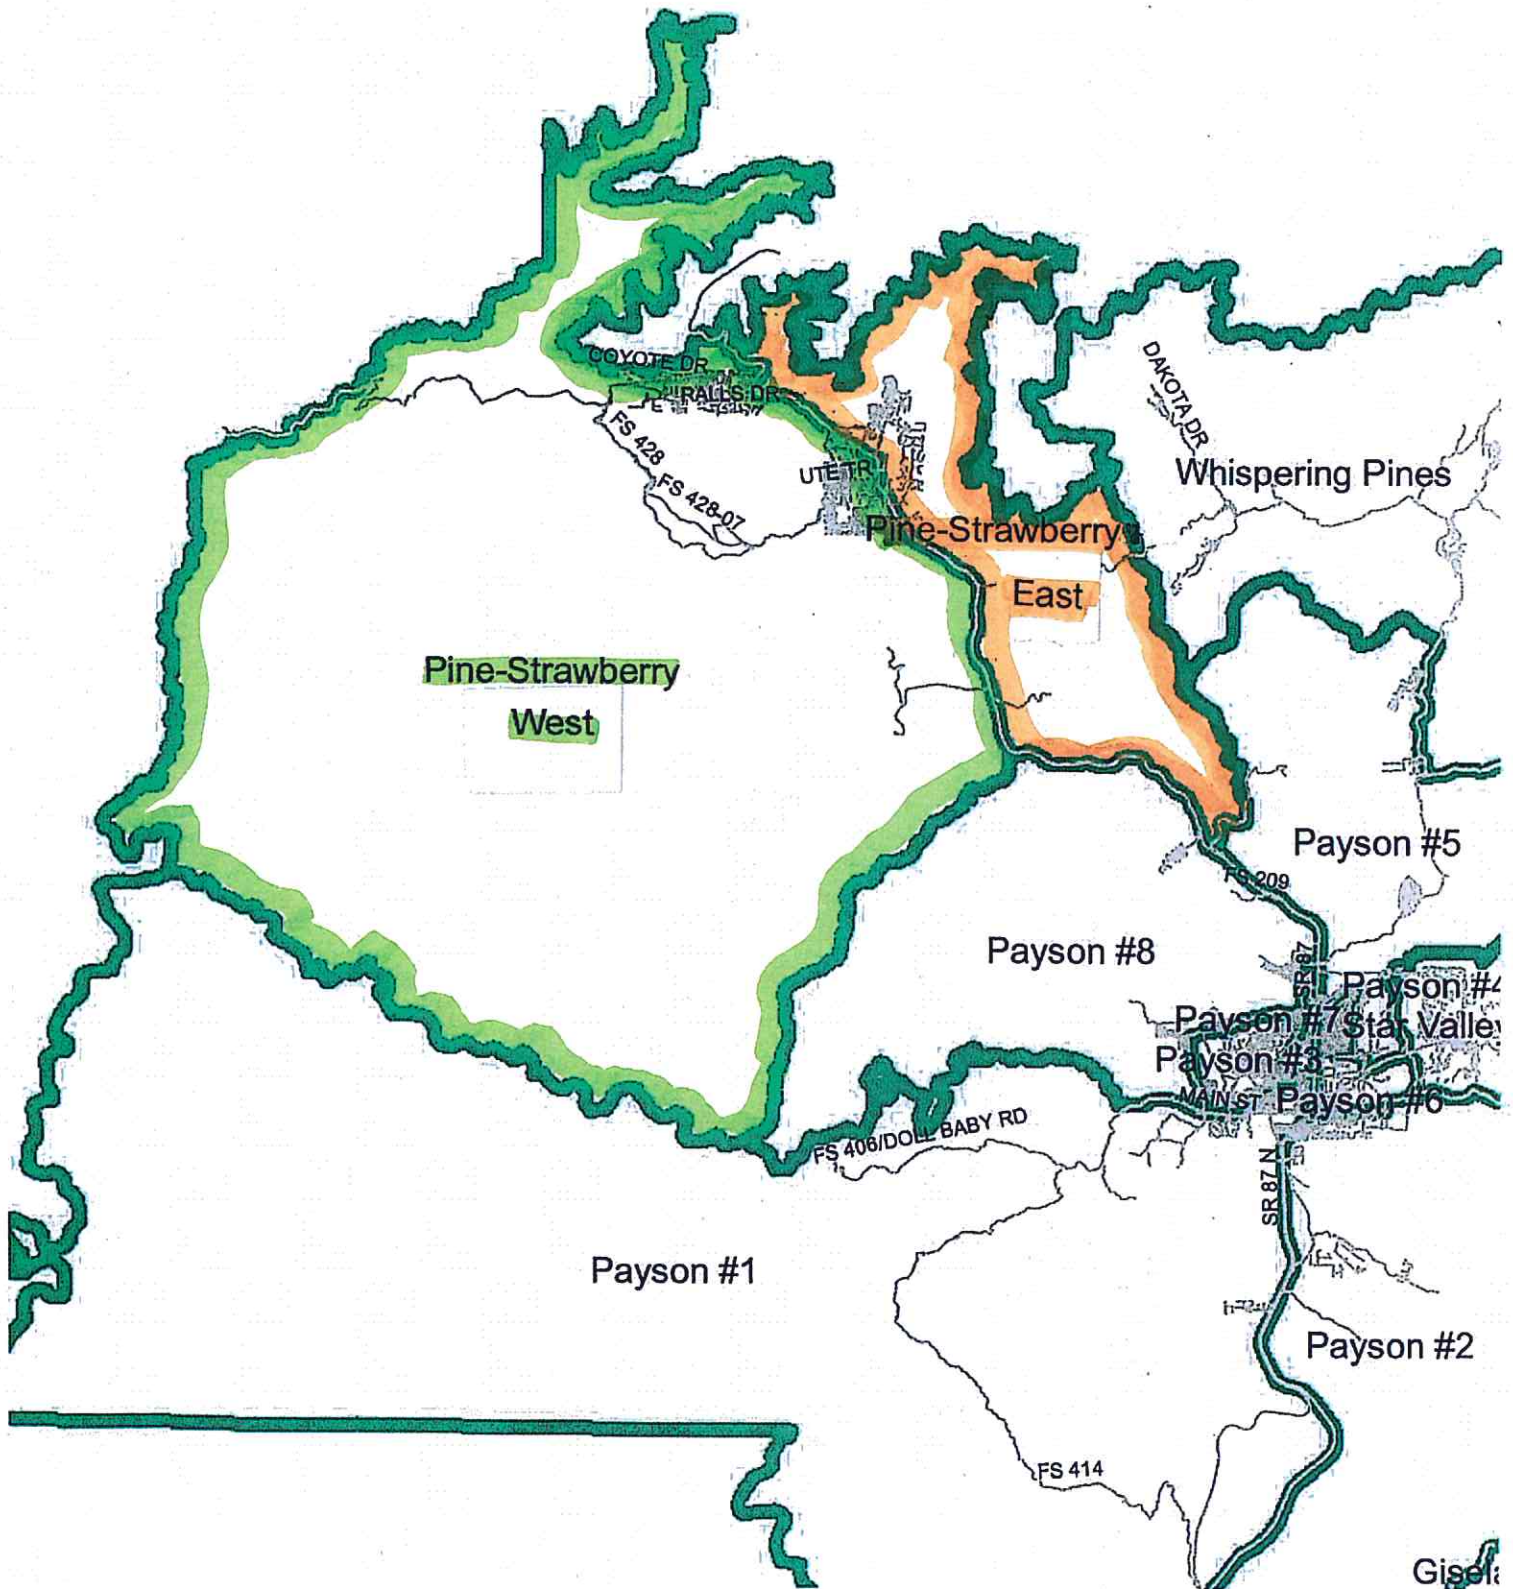 COYOTE DR
RALLS DR
DAKOTA DR
FS 428
FS 428-07
UTE TR
Whispering Pines
Pine-Strawberry
East
Pine-Strawberry
West
Payson #5
FS 209
Payson #8
SR 87
Payson #4
Payson #7
Star Valley
Payson #3
MAIN ST
Payson #6
FS 406/DOLL BABY RD
SR 87 N
Payson #1
Payson #2
FS 414